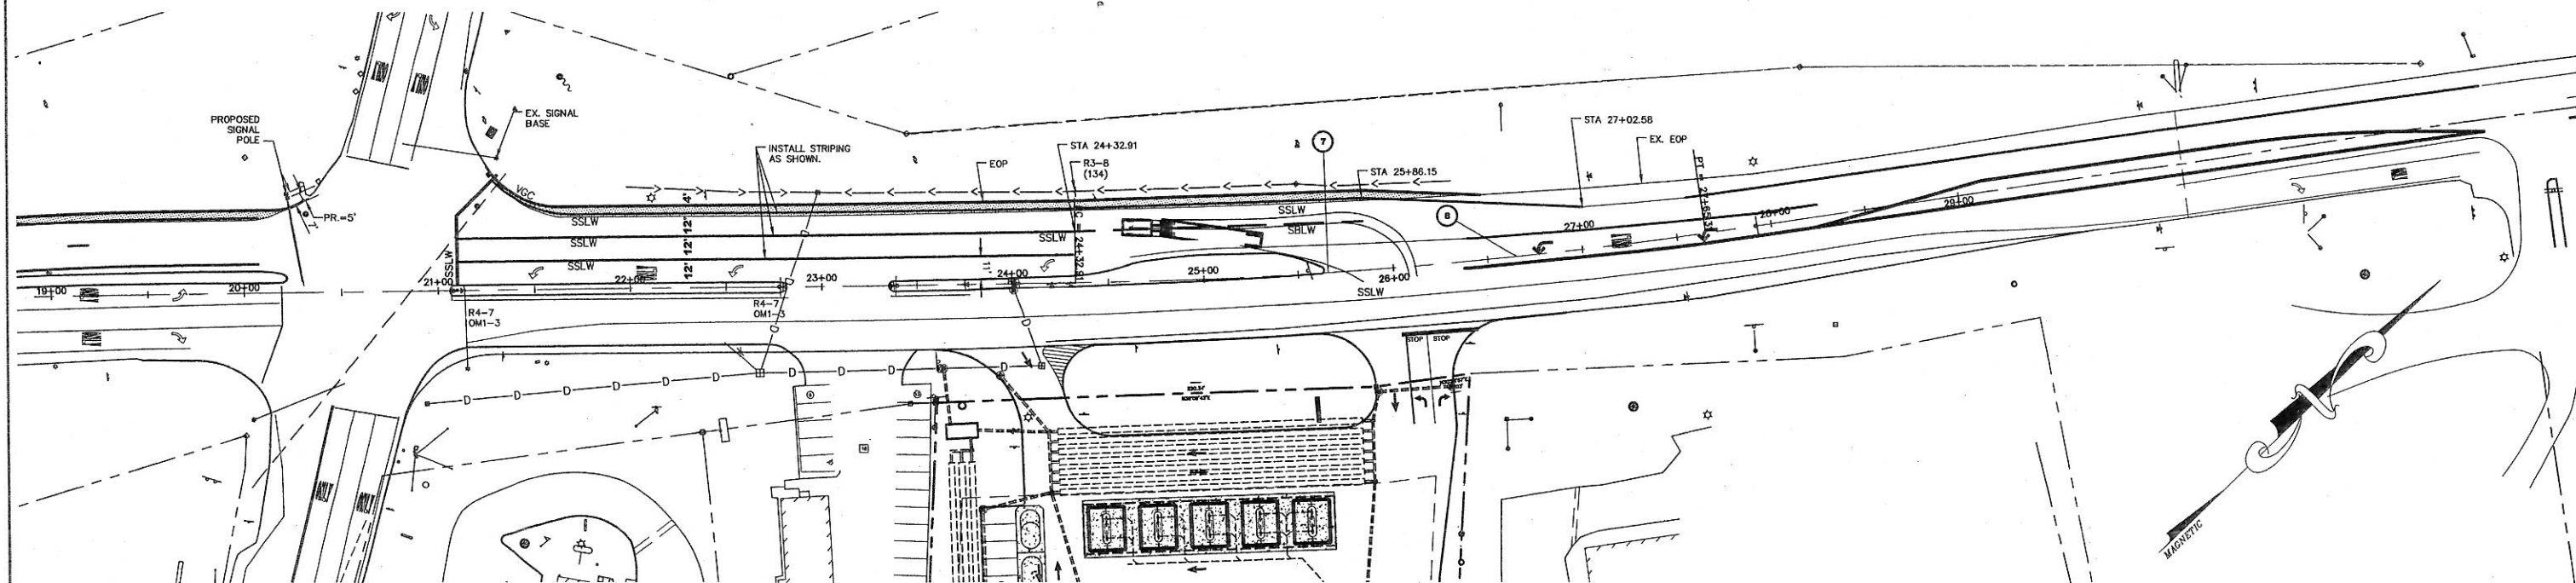 PROPOSED
SIGNAL
POLE
PR.=5'
7'
EX. SIGNAL
BASE
VGC
INSTALL STRIPING
AS SHOWN.
EOP
STA 24+32.91
R3-8
(134)
7
STA 25+86.15
STA 27+02.58
EX. EOP
8
SSLW
SSLW
SSLW
SSLW
SSLW
SSLW
SBLW
SSLW
12' 12' 12' 4'
11'
19+00
20+00
21+00
22+00
23+00
24+00
25+00
26+00
27+00
28+00
29+00
R4-7
OM1-3
R4-7
OM1-3
STOP
STOP
D
D
D
D
D
D
D
D
D
D
D
D
D
MAGNETIC